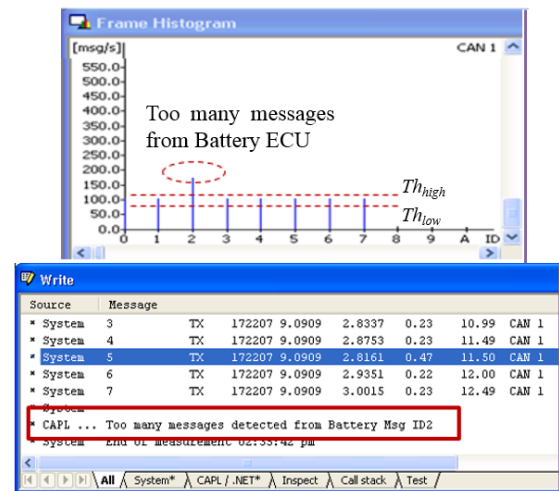 Frame Histogram
[msg/s] CAN 1
550.0
500.0
450.0
400.0
350.0
300.0
250.0
200.0
150.0
100.0
50.0
0.0
Too many messages
from Battery ECU
Thhigh
Thlow
0 1 2 3 4 5 6 7 8 9 A ID
Write
Source Message
System 3 TX 172207 9.0909 2.8337 0.23 10.99 CAN 1
System 4 TX 172207 9.0909 2.8753 0.23 11.49 CAN 1
System 5 TX 172207 9.0909 2.8161 0.47 11.50 CAN 1
System 6 TX 172207 9.0909 2.9351 0.22 12.00 CAN 1
System 7 TX 172207 9.0909 3.0015 0.23 12.49 CAN 1
System
CAPL ... Too many messages detected from Battery Msg ID2
System End of measurement 02:33:42 pm
All System* CAPL / .NET* Inspect Call stack Test